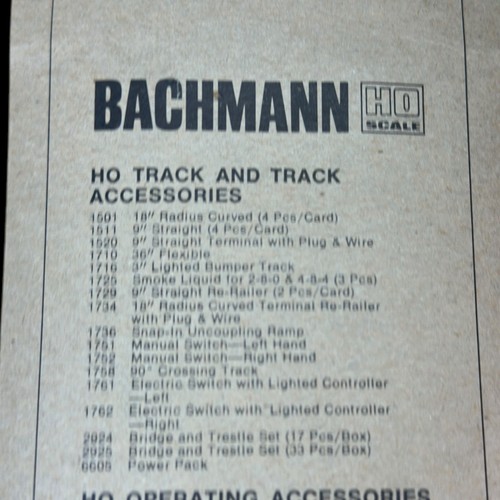 BACHMANN HO SCALE
HO TRACK AND TRACK
ACCESSORIES
1501 18" Radius Curved (4 Pcs/Card)
1511 9" Straight (4 Pcs/Card)
1520 9" Straight Terminal with Plug & Wire
1710 36" Flexible
1716 3" Lighted Bumper Track
1725 Smoke Liquid for 2-8-0 & 4-8-4 (3 Pcs)
1729 9" Straight Re-Railer (2 Pcs/Card)
1734 18" Radius Curved Terminal Re-Railer
with Plug & Wire
1736 Snap-In Uncoupling Ramp
1751 Manual Switch—Left Hand
1752 Manual Switch—Right Hand
1758 90° Crossing Track
1761 Electric Switch with Lighted Controller
—Left
1762 Electric Switch with Lighted Controller
—Right
2924 Bridge and Trestle Set (17 Pcs/Box)
2925 Bridge and Trestle Set (33 Pcs/Box)
6605 Power Pack
HO OPERATING ACCESSORIES